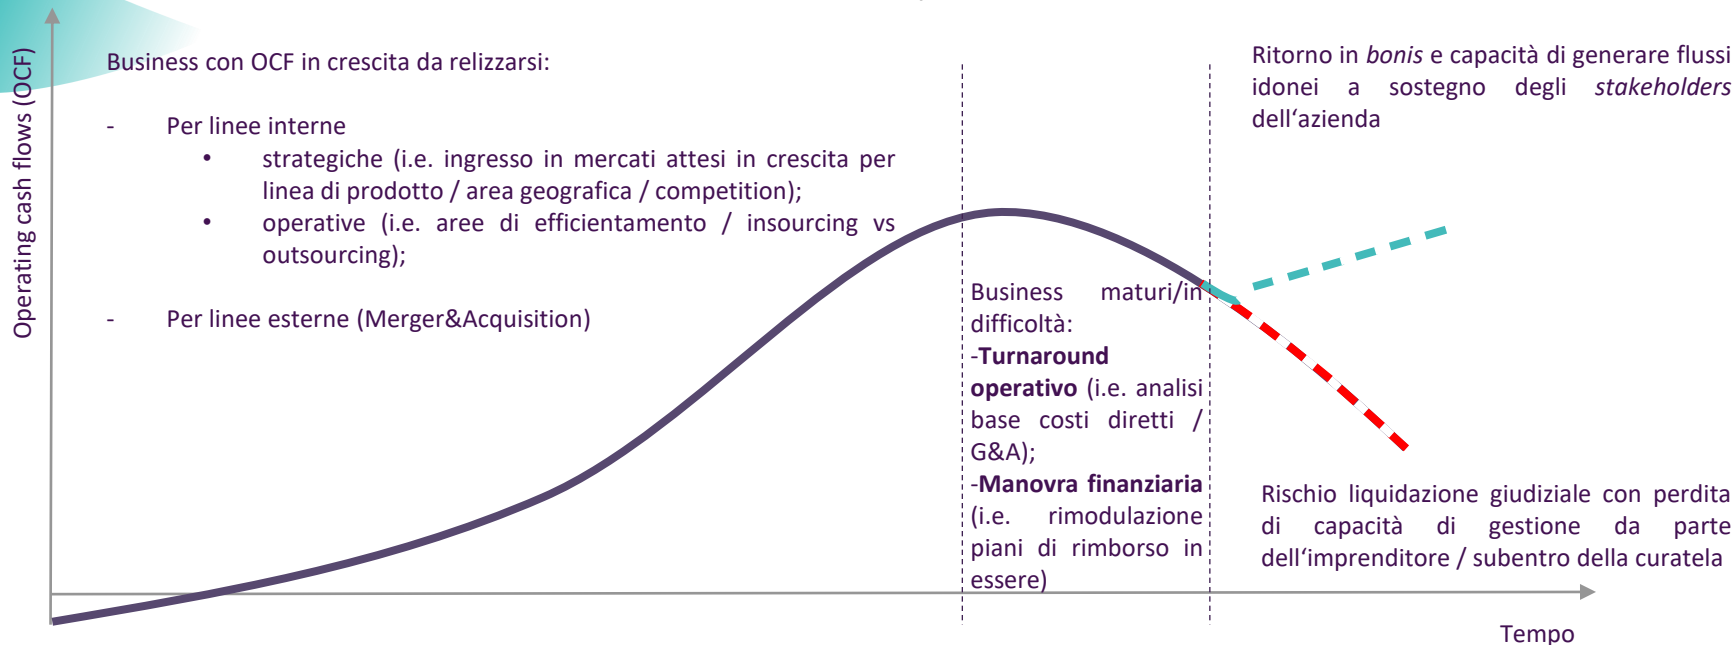 Operating cash flows (OCF)
Business con OCF in crescita da relizzarsi:
- Per linee interne
• strategiche (i.e. ingresso in mercati attesi in crescita per
linea di prodotto / area geografica / competition);
• operative (i.e. aree di efficientamento / insourcing vs
outsourcing);
- Per linee esterne (Merger&Acquisition)
Business maturi/in
difficoltà:
-Turnaround
operativo (i.e. analisi
base costi diretti /
G&A);
-Manovra finanziaria
(i.e. rimodulazione
piani di rimborso in
essere)
Ritorno in bonis e capacità di generare flussi
idonei a sostegno degli stakeholders
dell‘azienda
Rischio liquidazione giudiziale con perdita
di capacità di gestione da parte
dell‘imprenditore / subentro della curatela
Tempo